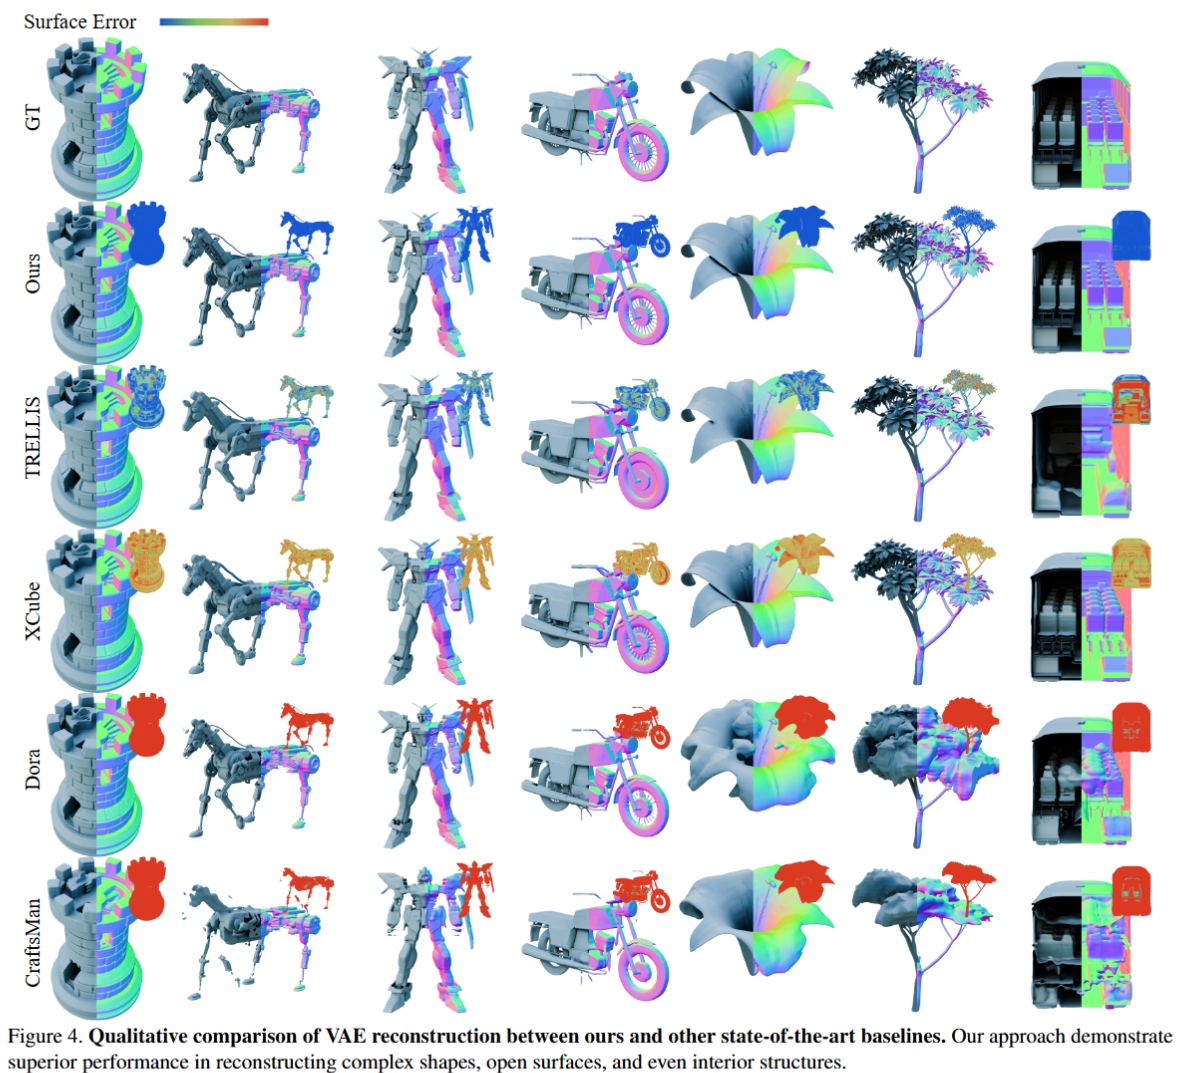 Surface Error
GT
Ours
TRELLIS
XCube
Dora
CraftsMan
Figure 4. Qualitative comparison of VAE reconstruction between ours and other state-of-the-art baselines. Our approach demonstrate
superior performance in reconstructing complex shapes, open surfaces, and even interior structures.